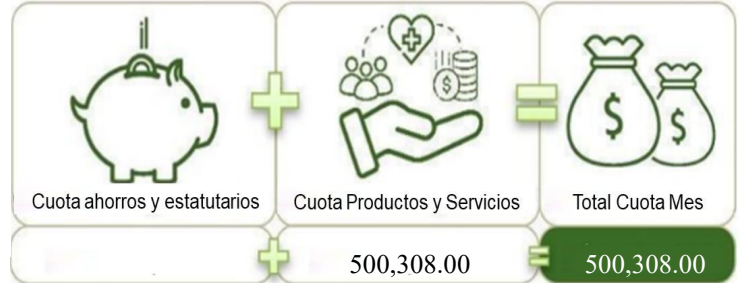 Cuota ahorros y estatutarios
Cuota Productos y Servicios
Total Cuota Mes
500,308.00
500,308.00